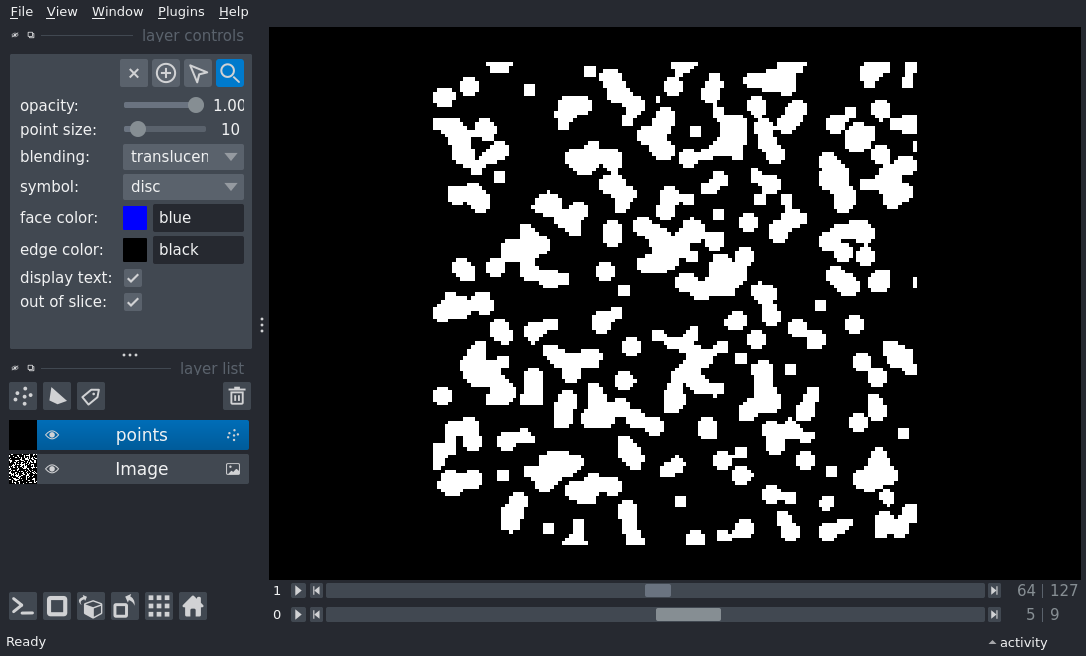 File View Window Plugins Help
layer controls
opacity: 1.00
point size: 10
blending: translucen
symbol: disc
face color: blue
edge color: black
display text:
out of slice:
layer list
points
Image
1 64 | 127
0 5 | 9
Ready
activity